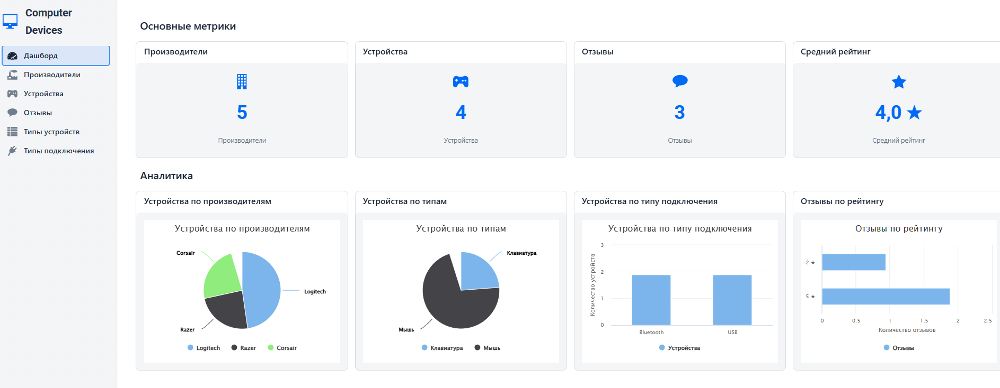 Computer
Devices
Дашборд
Производители
Устройства
Отзывы
Типы устройств
Типы подключения
Основные метрики
Производители
5
Производители
Устройства
4
Устройства
Отзывы
3
Отзывы
Средний рейтинг
4,0 ★
Средний рейтинг
Аналитика
Устройства по производителям
Устройства по производителям
Corsair
Logitech
Razer
Logitech Razer Corsair
Устройства по типам
Устройства по типам
Клавиатура
Мышь
Клавиатура Мышь
Устройства по типу подключения
Устройства по типу подключения
Количество устройств
3
2
1
0
Bluetooth USB
Устройства
Отзывы по рейтингу
Отзывы по рейтингу
2 ★
5 ★
0 0.5 1 1.5 2 2.5
Количество отзывов
Отзывы